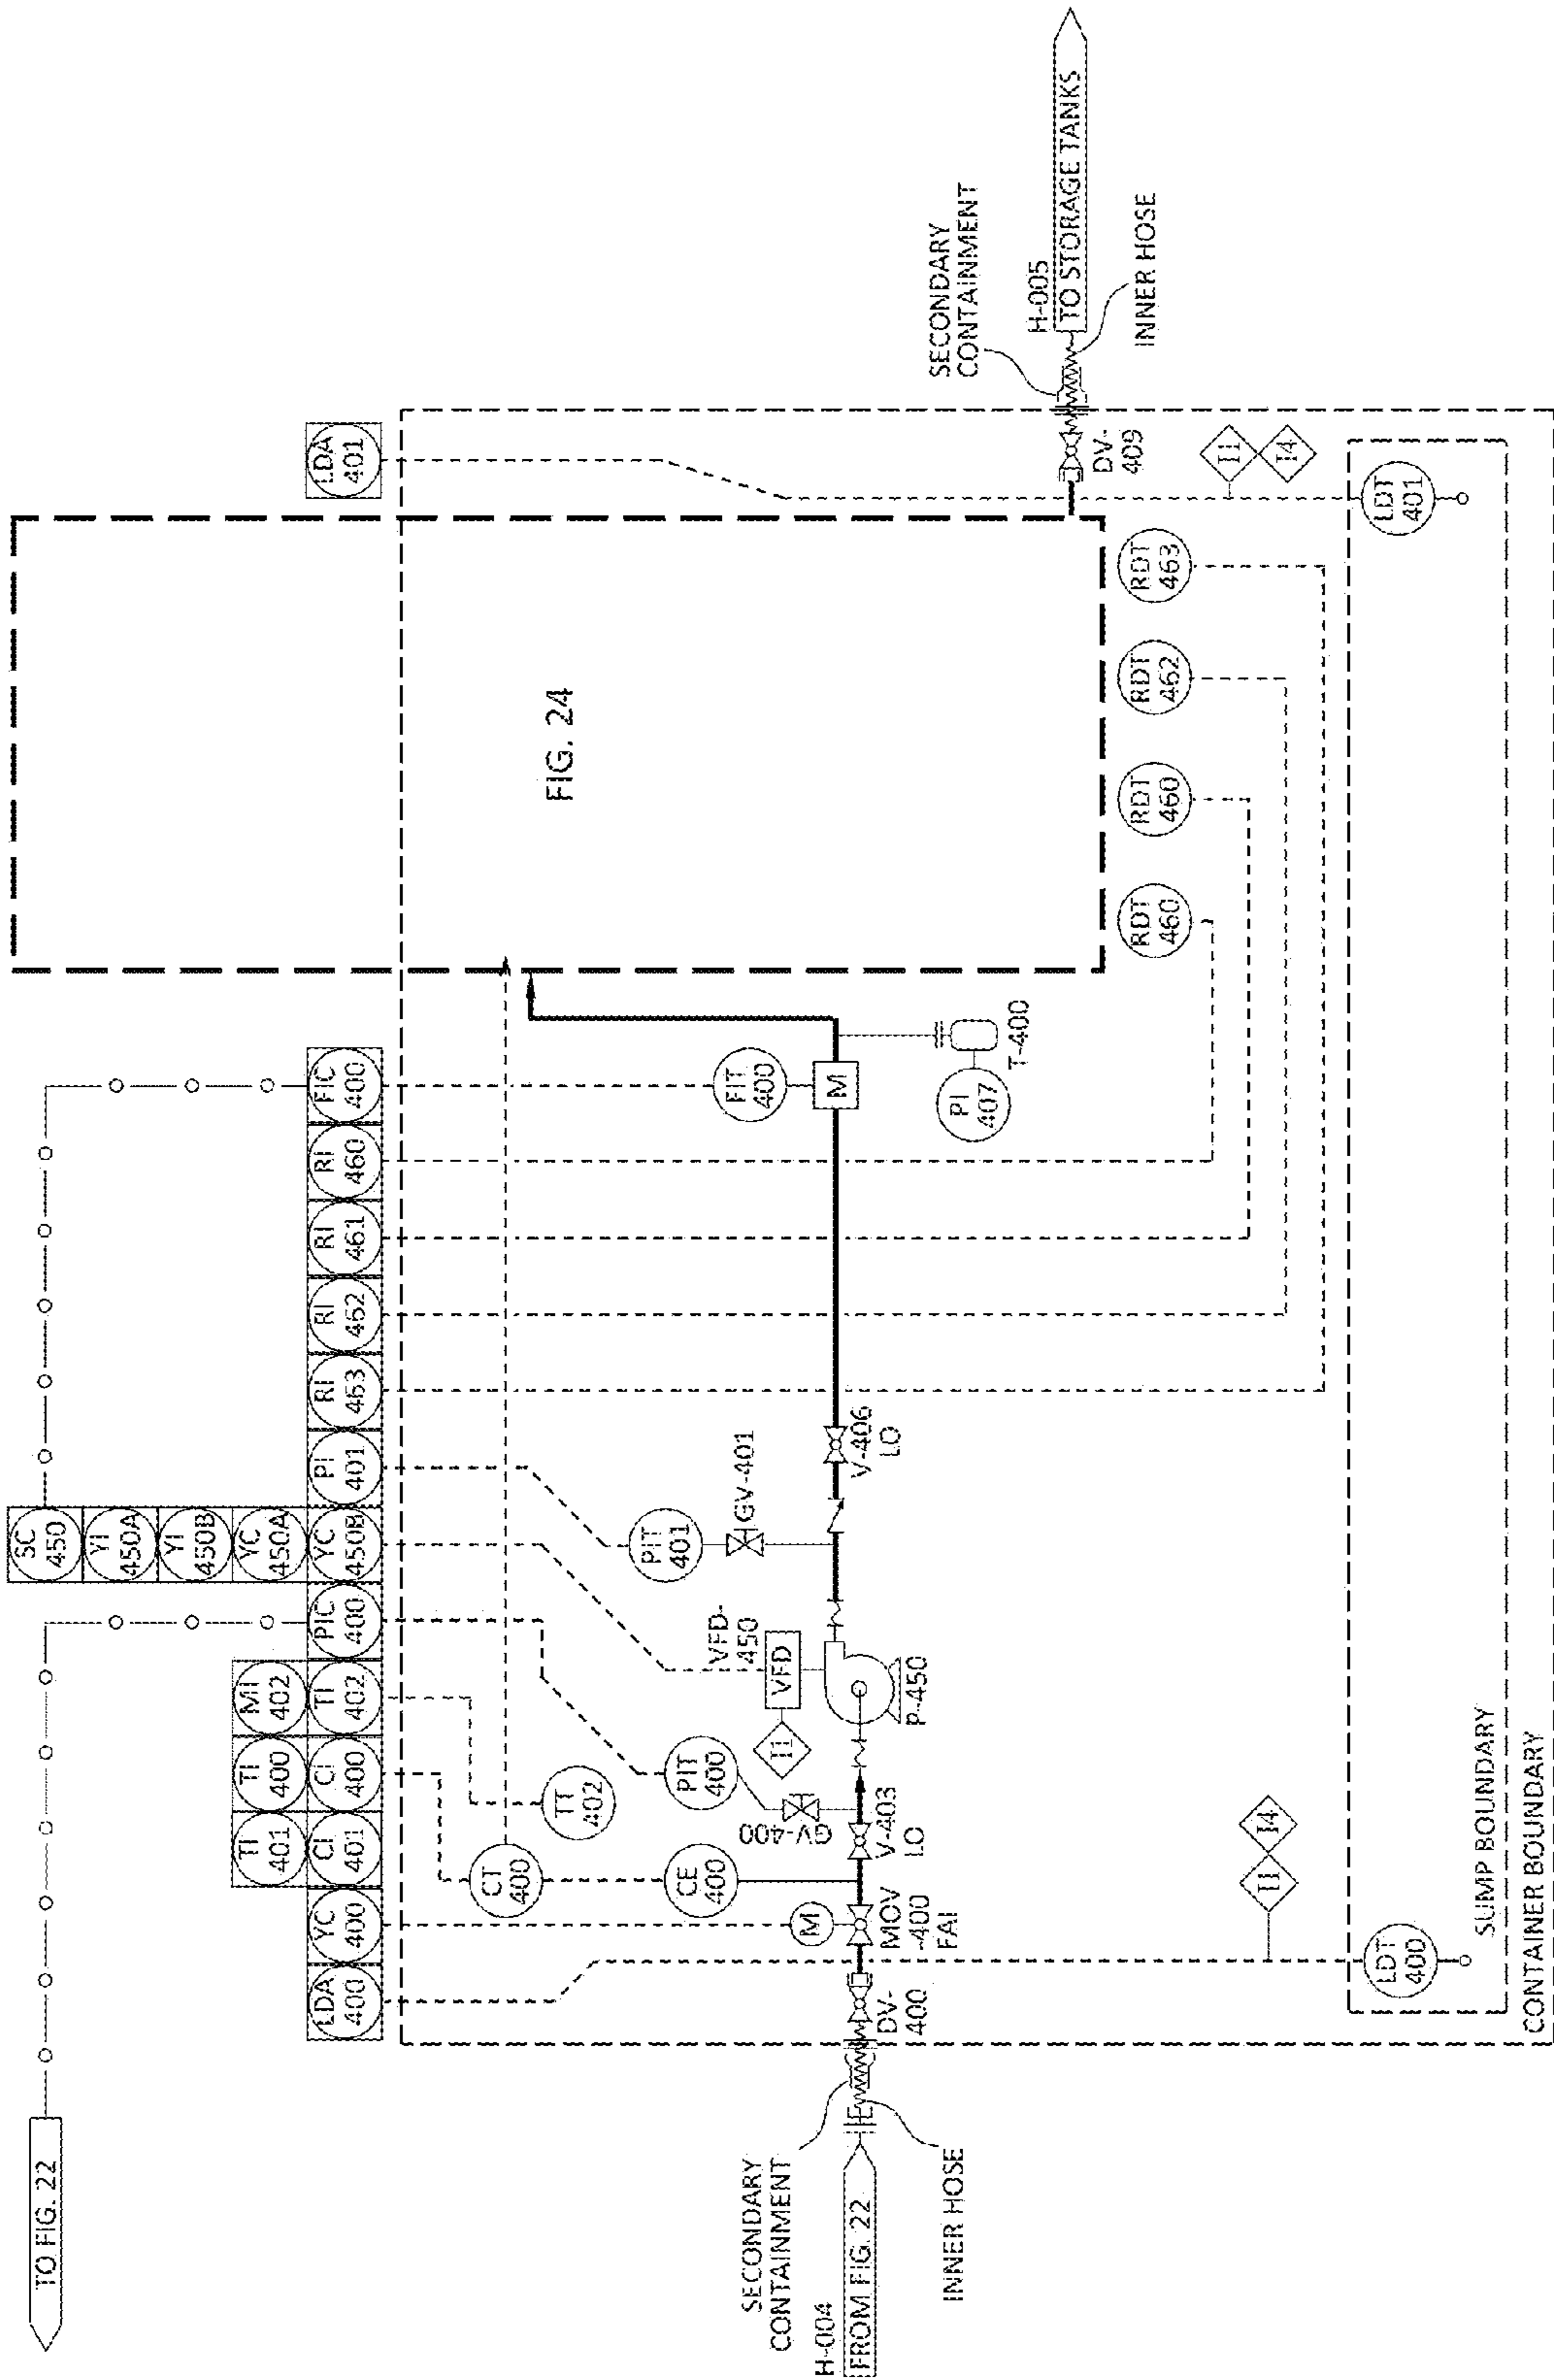 TO FIG. 22
SC
450
YI
450A
YI
450B
YC
450A
TI
401
TI
400
MI
402
LDA
400
YC
400
CI
401
CI
400
TI
402
PIC
400
YC
450B
PI
401
RI
463
RI
462
RI
461
RI
460
FIC
400
LDA
401
FIG. 24
CT
400
TT
402
CE
400
PIT
400
GV-400
PIT
401
GV-401
VFD-
450
VFD
I1
P-450
FIT
400
M
PI
407
T-400
SECONDARY
CONTAINMENT
H-004
FROM FIG. 22
INNER HOSE
DV-
400
M
MOV
-400
FAI
V-403
LO
V-406
LO
SECONDARY
CONTAINMENT
H-005
TO STORAGE TANKS
INNER HOSE
DV-
409
RDT
460
RDT
460
RDT
462
RDT
463
I1
I4
I1
I4
LDT
400
LDT
401
SUMP BOUNDARY
CONTAINER BOUNDARY